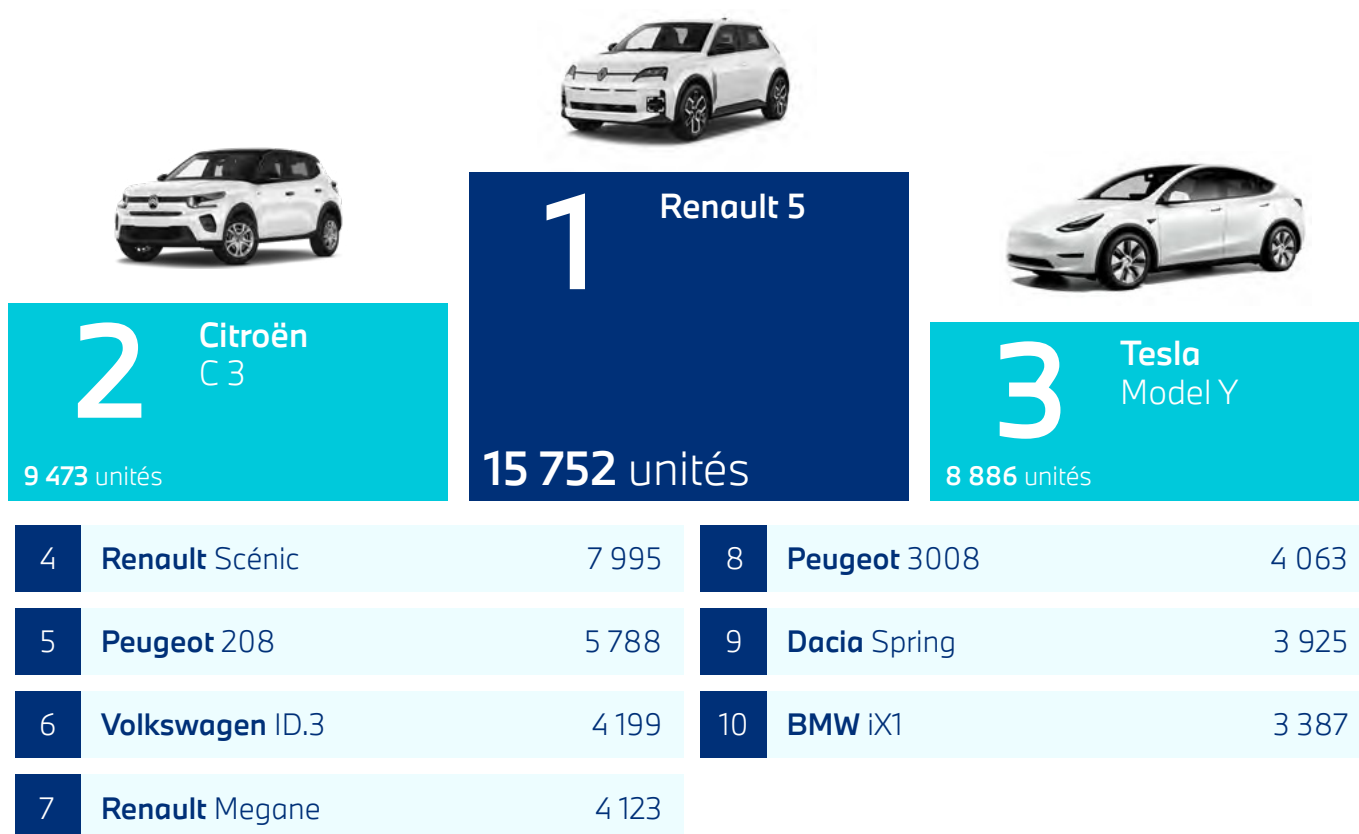 1
Renault 5
15 752 unités
2
Citroën
C 3
9 473 unités
3
Tesla
Model Y
8 886 unités
4 Renault Scénic 7 995
5 Peugeot 208 5 788
6 Volkswagen ID.3 4 199
7 Renault Megane 4 123
8 Peugeot 3008 4 063
9 Dacia Spring 3 925
10 BMW iX1 3 387